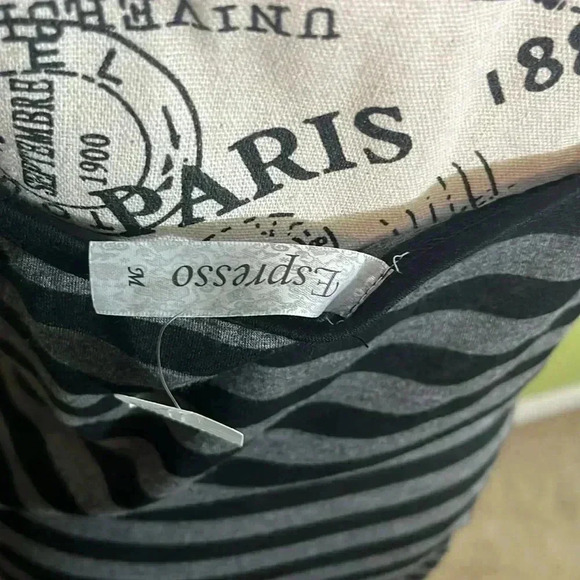 UNIVE
188
PARIS
SEPTEMBRE
1900
Espresso
M